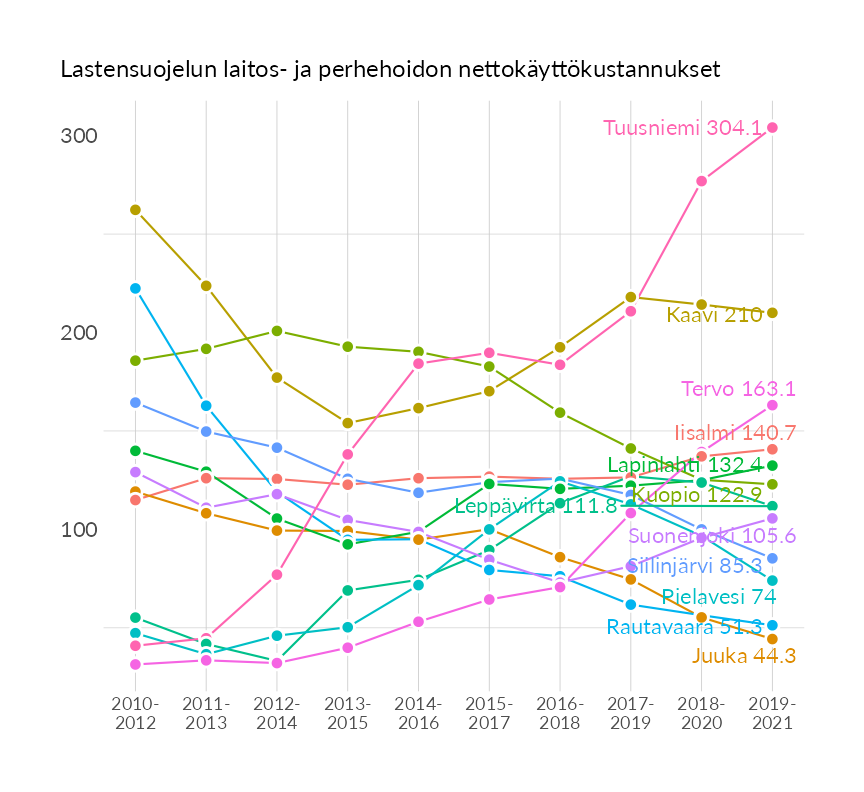 Lastensuojelun laitos- ja perhehoidon nettokäyttökustannukset
300
Tuusniemi 304.1
Kaavi 210
200
Tervo 163.1
Iisalmi 140.7
Lapinlahti 132.4
Kuopio 122.9
Leppävirta 111.8
100
Suonenjoki 105.6
Siilinjärvi 85.3
Pielavesi 74
Rautavaara 51.3
Juuka 44.3
2010-
2012
2011-
2013
2012-
2014
2013-
2015
2014-
2016
2015-
2017
2016-
2018
2017-
2019
2018-
2020
2019-
2021